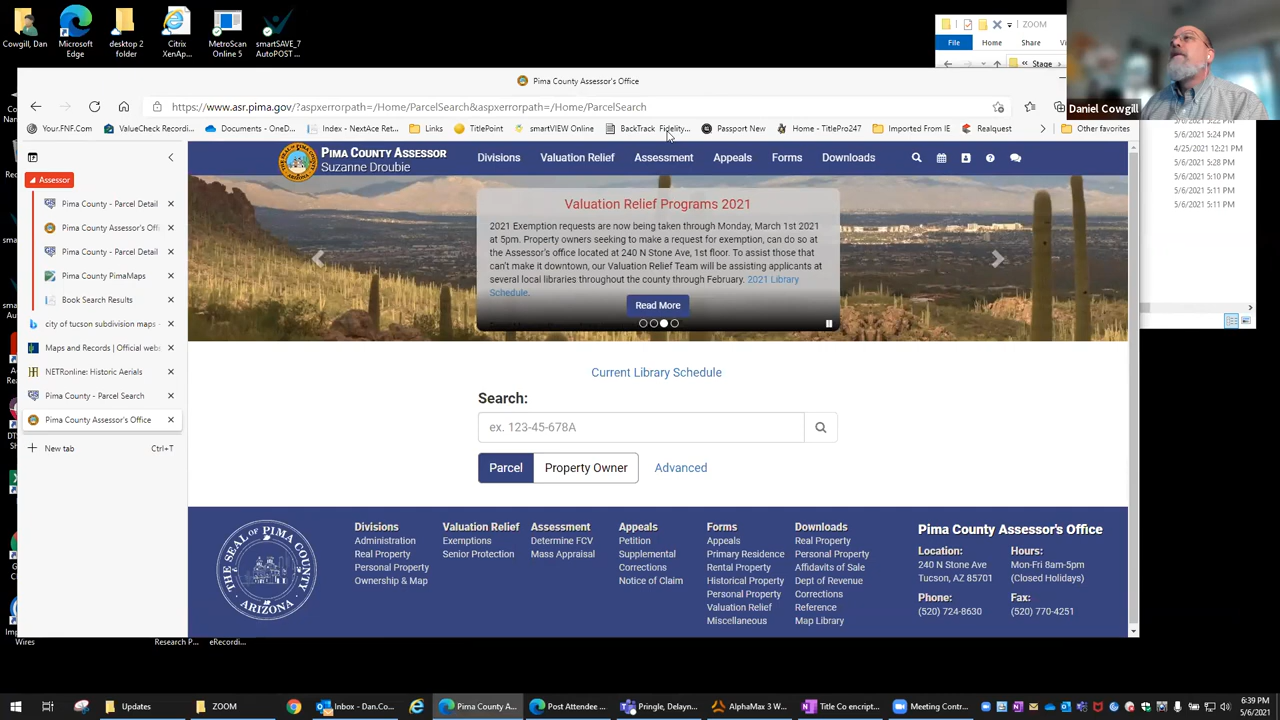 Cowgill, Dan
Microsoft Edge
desktop 2 folder
Citrix XenAp...
MetroScan Online 5
smartSAVE_7 AutoPOST...
ZOOM
File Home Share
Stage
Daniel Cowgill
5/6/2021 5:24 PM
4/25/2021 12:21 PM
5/6/2021 5:28 PM
5/6/2021 5:10 PM
5/6/2021 5:11 PM
5/6/2021 5:11 PM
Pima County Assessor's Office
https://www.asr.pima.gov/?aspxerrorpath=/Home/ParcelSearch&aspxerrorpath=/Home/ParcelSearch
Your.FNF.Com ValueCheck Recordi... Documents - OneD... Index - NextAce Ret... Links TitlePoint smartVIEW Online BackTrack Fidelity... Passport New Home - TitlePro247 Imported From IE Realquest Other favorites
Assessor
Pima County - Parcel Detail
Pima County Assessor's Offi
Pima County - Parcel Detail
Pima County PimaMaps
Book Search Results
city of tucson subdivision maps -
Maps and Records | Official webs
NETRonline: Historic Aerials
Pima County - Parcel Search
Pima County Assessor's Office
New tab Ctrl+T
PIMA COUNTY ASSESSOR
Suzanne Droubie
Divisions Valuation Relief Assessment Appeals Forms Downloads
Valuation Relief Programs 2021
2021 Exemption requests are now being taken through Monday, March 1st 2021
at 5pm. Property owners seeking to make a request for exemption, can do so at
the Assessor's office located at 240 N Stone Ave, 1st floor. To assist those that
can't make it downtown, our Valuation Relief Team will be assisting applicants at
several local libraries throughout the county through February. 2021 Library
Schedule.
Read More
Current Library Schedule
Search:
ex. 123-45-678A
Parcel Property Owner Advanced
THE SEAL OF PIMA COUNTY
ARIZONA
Divisions
Administration
Real Property
Personal Property
Ownership & Map
Valuation Relief
Exemptions
Senior Protection
Assessment
Determine FCV
Mass Appraisal
Appeals
Petition
Supplemental
Corrections
Notice of Claim
Forms
Appeals
Primary Residence
Rental Property
Historical Property
Personal Property
Valuation Relief
Miscellaneous
Downloads
Real Property
Personal Property
Affidavits of Sale
Dept of Revenue
Corrections
Reference
Map Library
Pima County Assessor's Office
Location:
240 N Stone Ave
Tucson, AZ 85701
Hours:
Mon-Fri 8am-5pm
(Closed Holidays)
Phone:
(520) 724-8630
Fax:
(520) 770-4251
Wires
Research P...
eRecordi...
Updates
ZOOM
Inbox - Dan.Co...
Pima County A...
Post Attendee ...
Pringle, Delayn...
AlphaMax 3 W...
Title Co encript...
Meeting Contr...
6:39 PM
5/6/2021